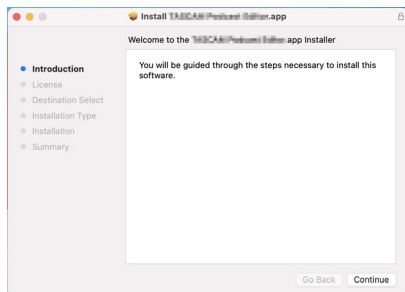 Install .app
Welcome to the .app Installer
Introduction
License
Destination Select
Installation Type
Installation
Summary
You will be guided through the steps necessary to install this
software.
Go Back
Continue